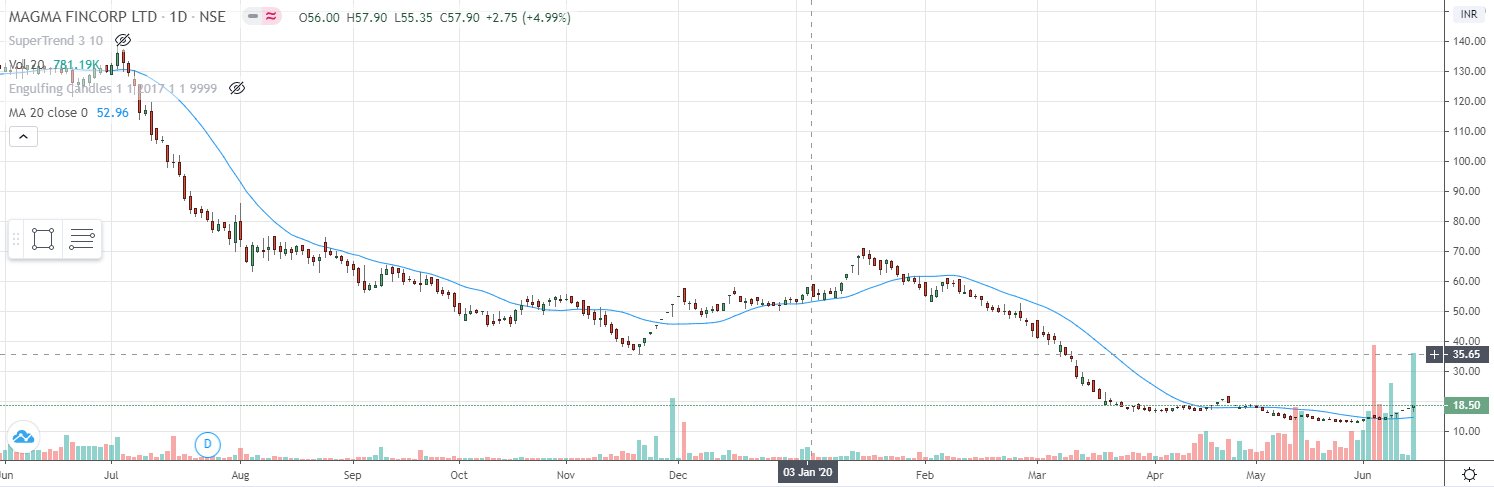 MAGMA FINCORP LTD · 1D · NSE O56.00 H57.90 L55.35 C57.90 +2.75 (+4.99%)
SuperTrend 3 10
Vol 20 781.19K
Engulfing Candles 1 1 2017 1 1 9999
MA 20 close 0 52.96
INR
140.00
130.00
120.00
110.00
100.00
90.00
80.00
70.00
60.00
50.00
40.00
35.65
30.00
18.50
10.00
D
Jun Jul Aug Sep Oct Nov Dec 03 Jan '20 Feb Mar Apr May Jun